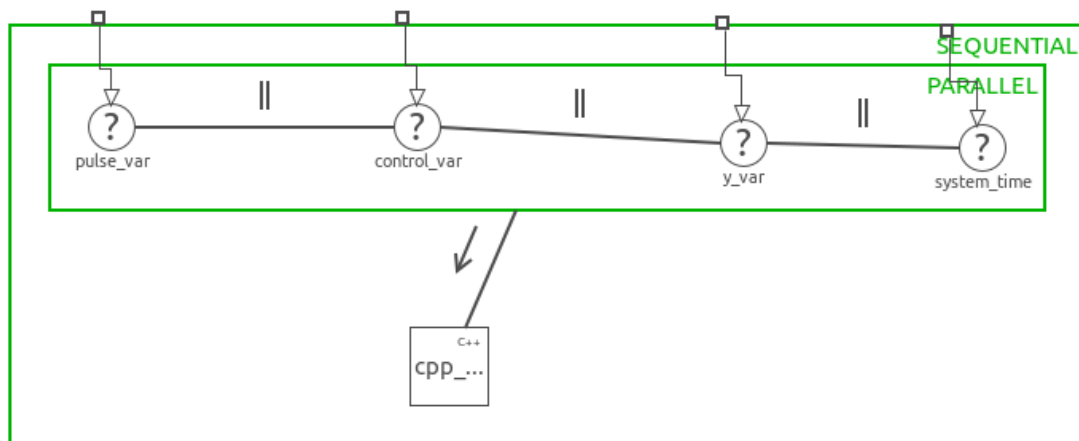 SEQUENTIAL
PARALLEL
?
?
?
?
pulse_var
control_var
y_var
system_time
C++
cpp_...